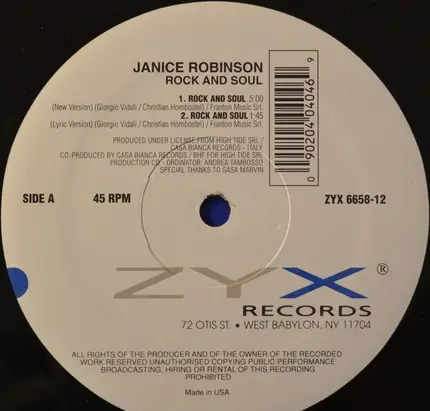 JANICE ROBINSON
ROCK AND SOUL
1. ROCK AND SOUL 5:00
(New Version) (Giorgio Vidali / Christian Hornbostel) / Franton Music Srl.
2. ROCK AND SOUL 1:45
(Lyric Version) (Giorgio Vidali / Christian Hornbostel) / Franton Music Srl.
PRODUCED UNDER LICENSE FROM HIGH TIDE SRL /
CASA BIANCA RECORDS - ITALY
CO-PRODUCED BY CASA BIANCA RECORDS / BHF FOR HIGH TIDE SRL /
PRODUCTION CO - ORDINATOR: ANDREA TAMBOSSO
SPECIAL THANKS TO SASA MARVIN
0 90204 04046 9
SIDE A 45 RPM ZYX 6658-12
ZYX ®
RECORDS
72 OTIS ST. • WEST BABYLON, NY 11704
ALL RIGHTS OF THE PRODUCER AND OF THE OWNER OF THE RECORDED
WORK RESERVED UNAUTHORISED COPYING PUBLIC PERFORMANCE
BROADCASTING, HIRING OR RENTAL OF THIS RECORDING
PROHIBITED
Made in USA